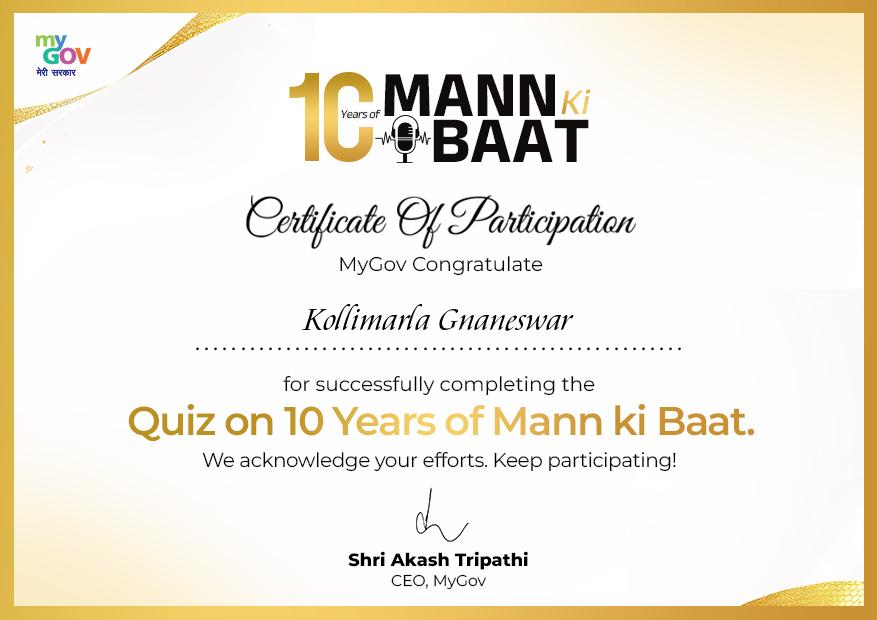 my
GOV
मेरी सरकार
10 Years of MANN Ki
BAAT
Certificate Of Participation
MyGov Congratulate
Kollimarla Gnaneswar
for successfully completing the
Quiz on 10 Years of Mann ki Baat.
We acknowledge your efforts. Keep participating!
Shri Akash Tripathi
CEO, MyGov